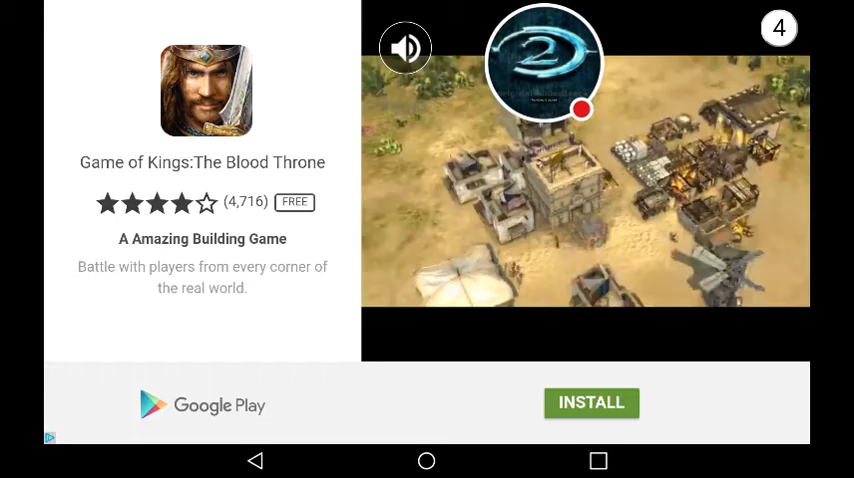 4
2
Game of Kings:The Blood Throne
(4,716) FREE
A Amazing Building Game
Battle with players from every corner of
the real world.
Google Play
INSTALL